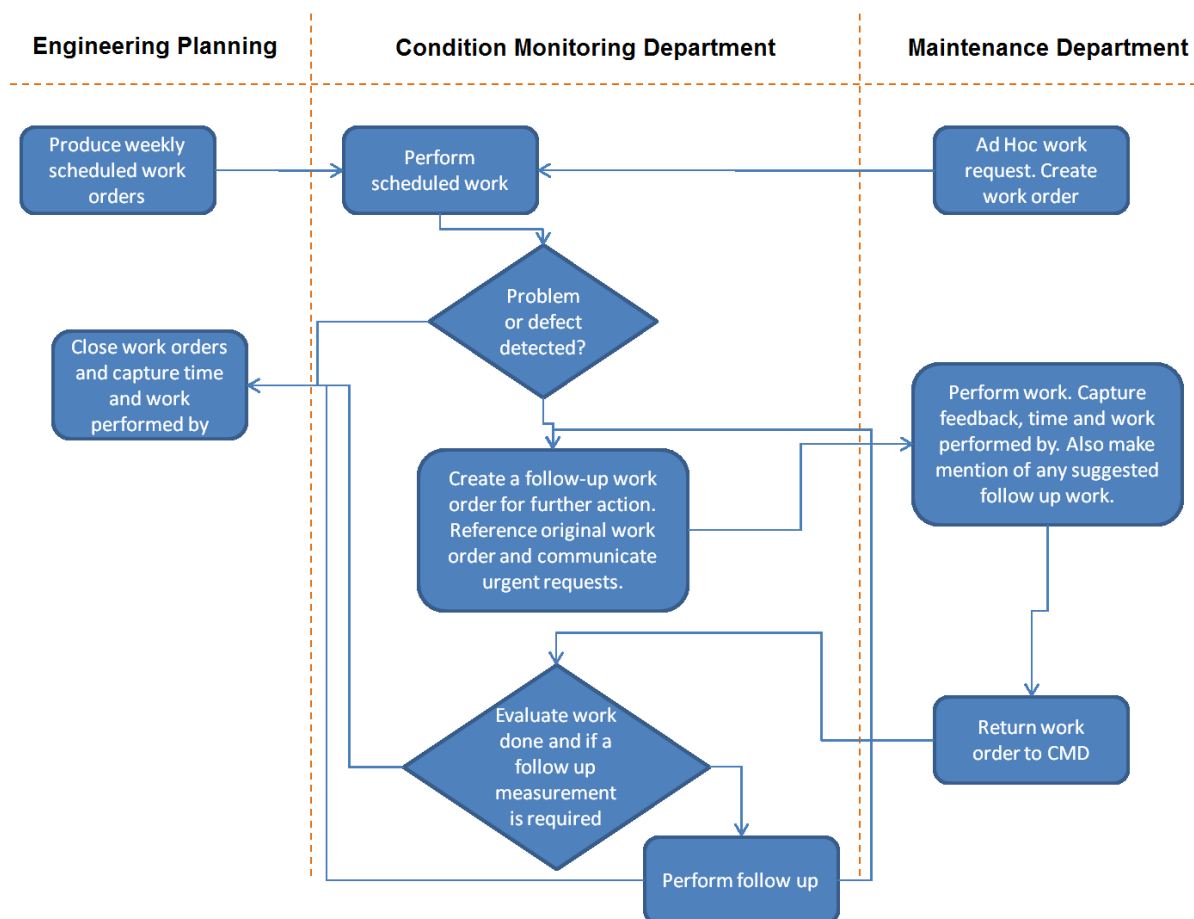 Engineering Planning
Condition Monitoring Department
Maintenance Department
Produce weekly
scheduled work
orders
Perform
scheduled work
Ad Hoc work
request. Create
work order
Problem
or defect
detected?
Close work orders
and capture time
and work
performed by
Perform work. Capture
feedback, time and work
performed by. Also make
mention of any suggested
follow up work.
Create a follow-up work
order for further action.
Reference original work
order and communicate
urgent requests.
Evaluate work
done and if a
follow up
measurement
is required
Return work
order to CMD
Perform follow up